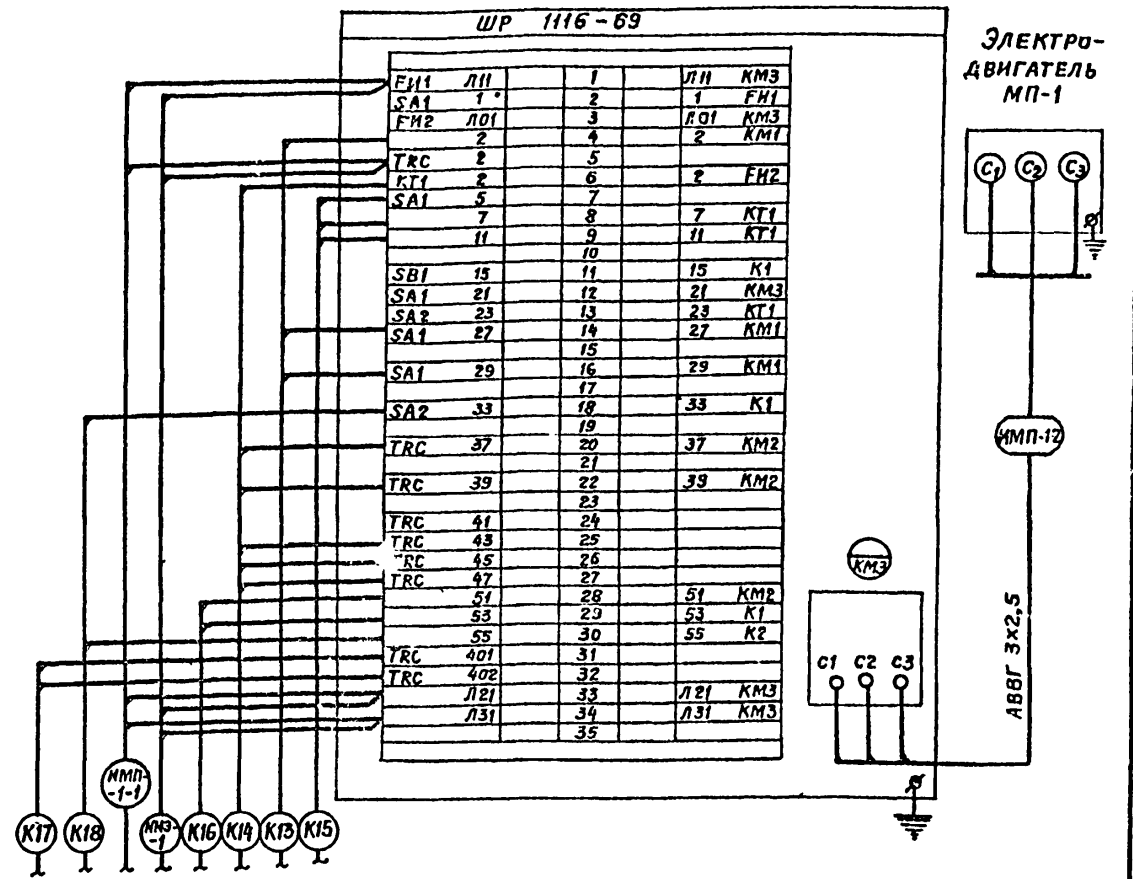 ШР 1116-69
FU1 Л11 1 Л11 КМ3
SA1 1 2 1 FU1
FU2 Л01 3 Л01 КМ3
2 4 2 КМ1
TRC 2 5
КТ1 2 6 2 FU2
SA1 5 7
7 8 7 КТ1
11 9 11 КТ1
10
SB1 15 11 15 К1
SA1 21 12 21 КМ3
SA2 23 13 23 КТ1
SA1 27 14 27 КМ1
15
SA1 29 16 29 КМ1
17
SA2 33 18 33 К1
19
TRC 37 20 37 КМ2
21
TRC 39 22 39 КМ2
23
TRC 41 24
TRC 43 25
TRC 45 26
TRC 47 27
51 28 51 КМ2
53 29 53 К1
55 30 55 К2
TRC 401 31
TRC 402 32
Л21 33 Л21 КМ3
Л31 34 Л31 КМ3
35
ЭЛЕКТРО-
ДВИГАТЕЛЬ
МП-1
С1 С2 С3
НМП-12
АВВГ 3х2,5
КМ3
С1 С2 С3
НМП-
-1-1
К17 К18
-1
К16 К14 К13 К15